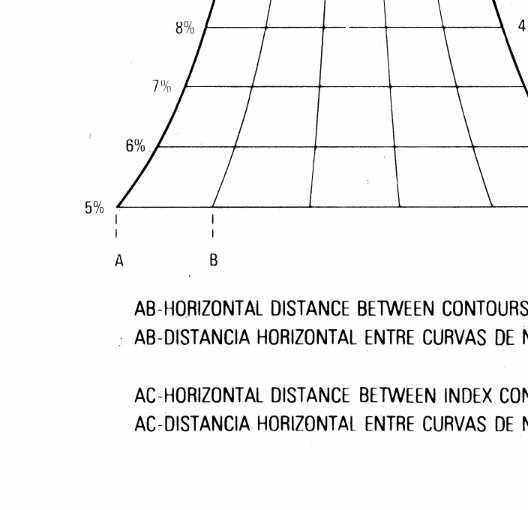 8%
4
7%
6%
5%
A B
AB-HORIZONTAL DISTANCE BETWEEN CONTOURS
AB-DISTANCIA HORIZONTAL ENTRE CURVAS DE
AC-HORIZONTAL DISTANCE BETWEEN INDEX CON
AC-DISTANCIA HORIZONTAL ENTRE CURVAS DE